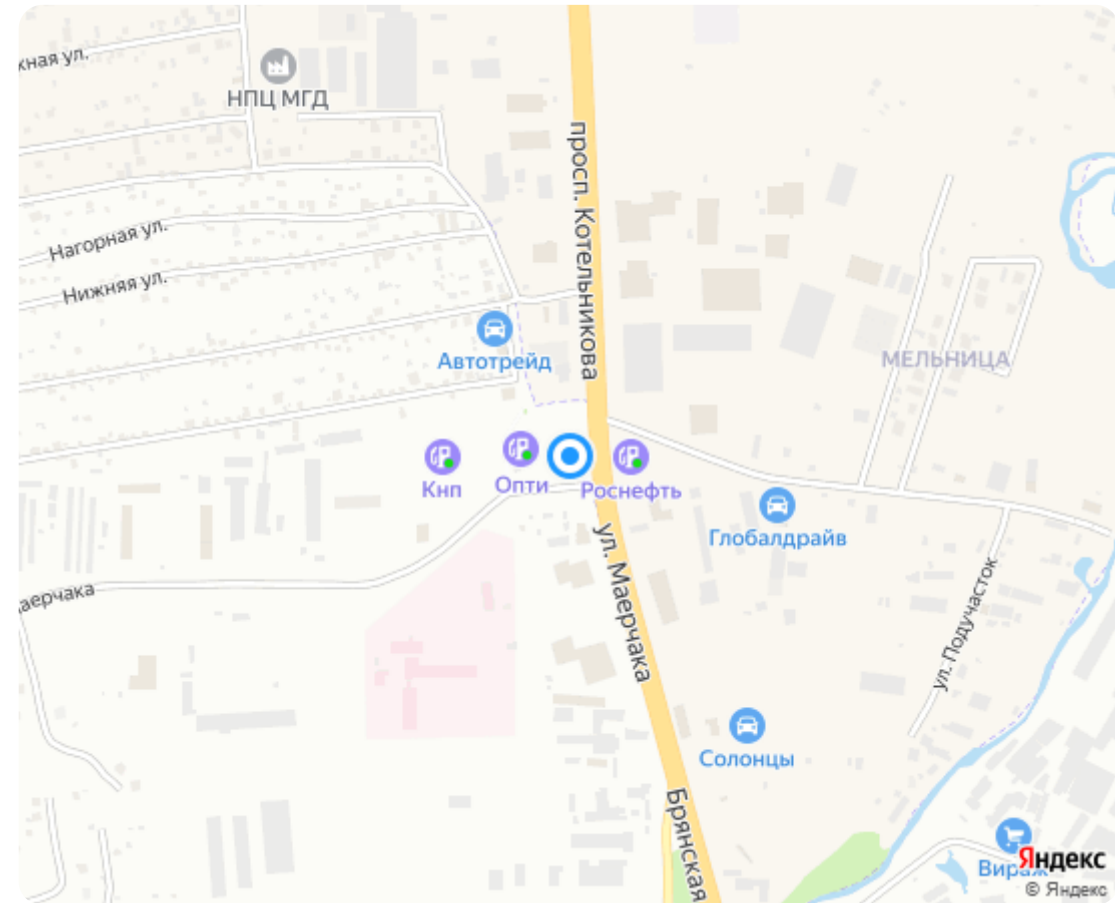 жная ул.
НПЦ МГД
просп. Котельникова
Нагорная ул.
Нижняя ул.
Автотрейд
МЕЛЬНИЦА
Кнп
Опти
Роснефть
Глобалдрайв
ул. Маерчака
аерчака
ул. Подучасток
Солонцы
Брянская
Вираж
Яндекс
© Яндекс